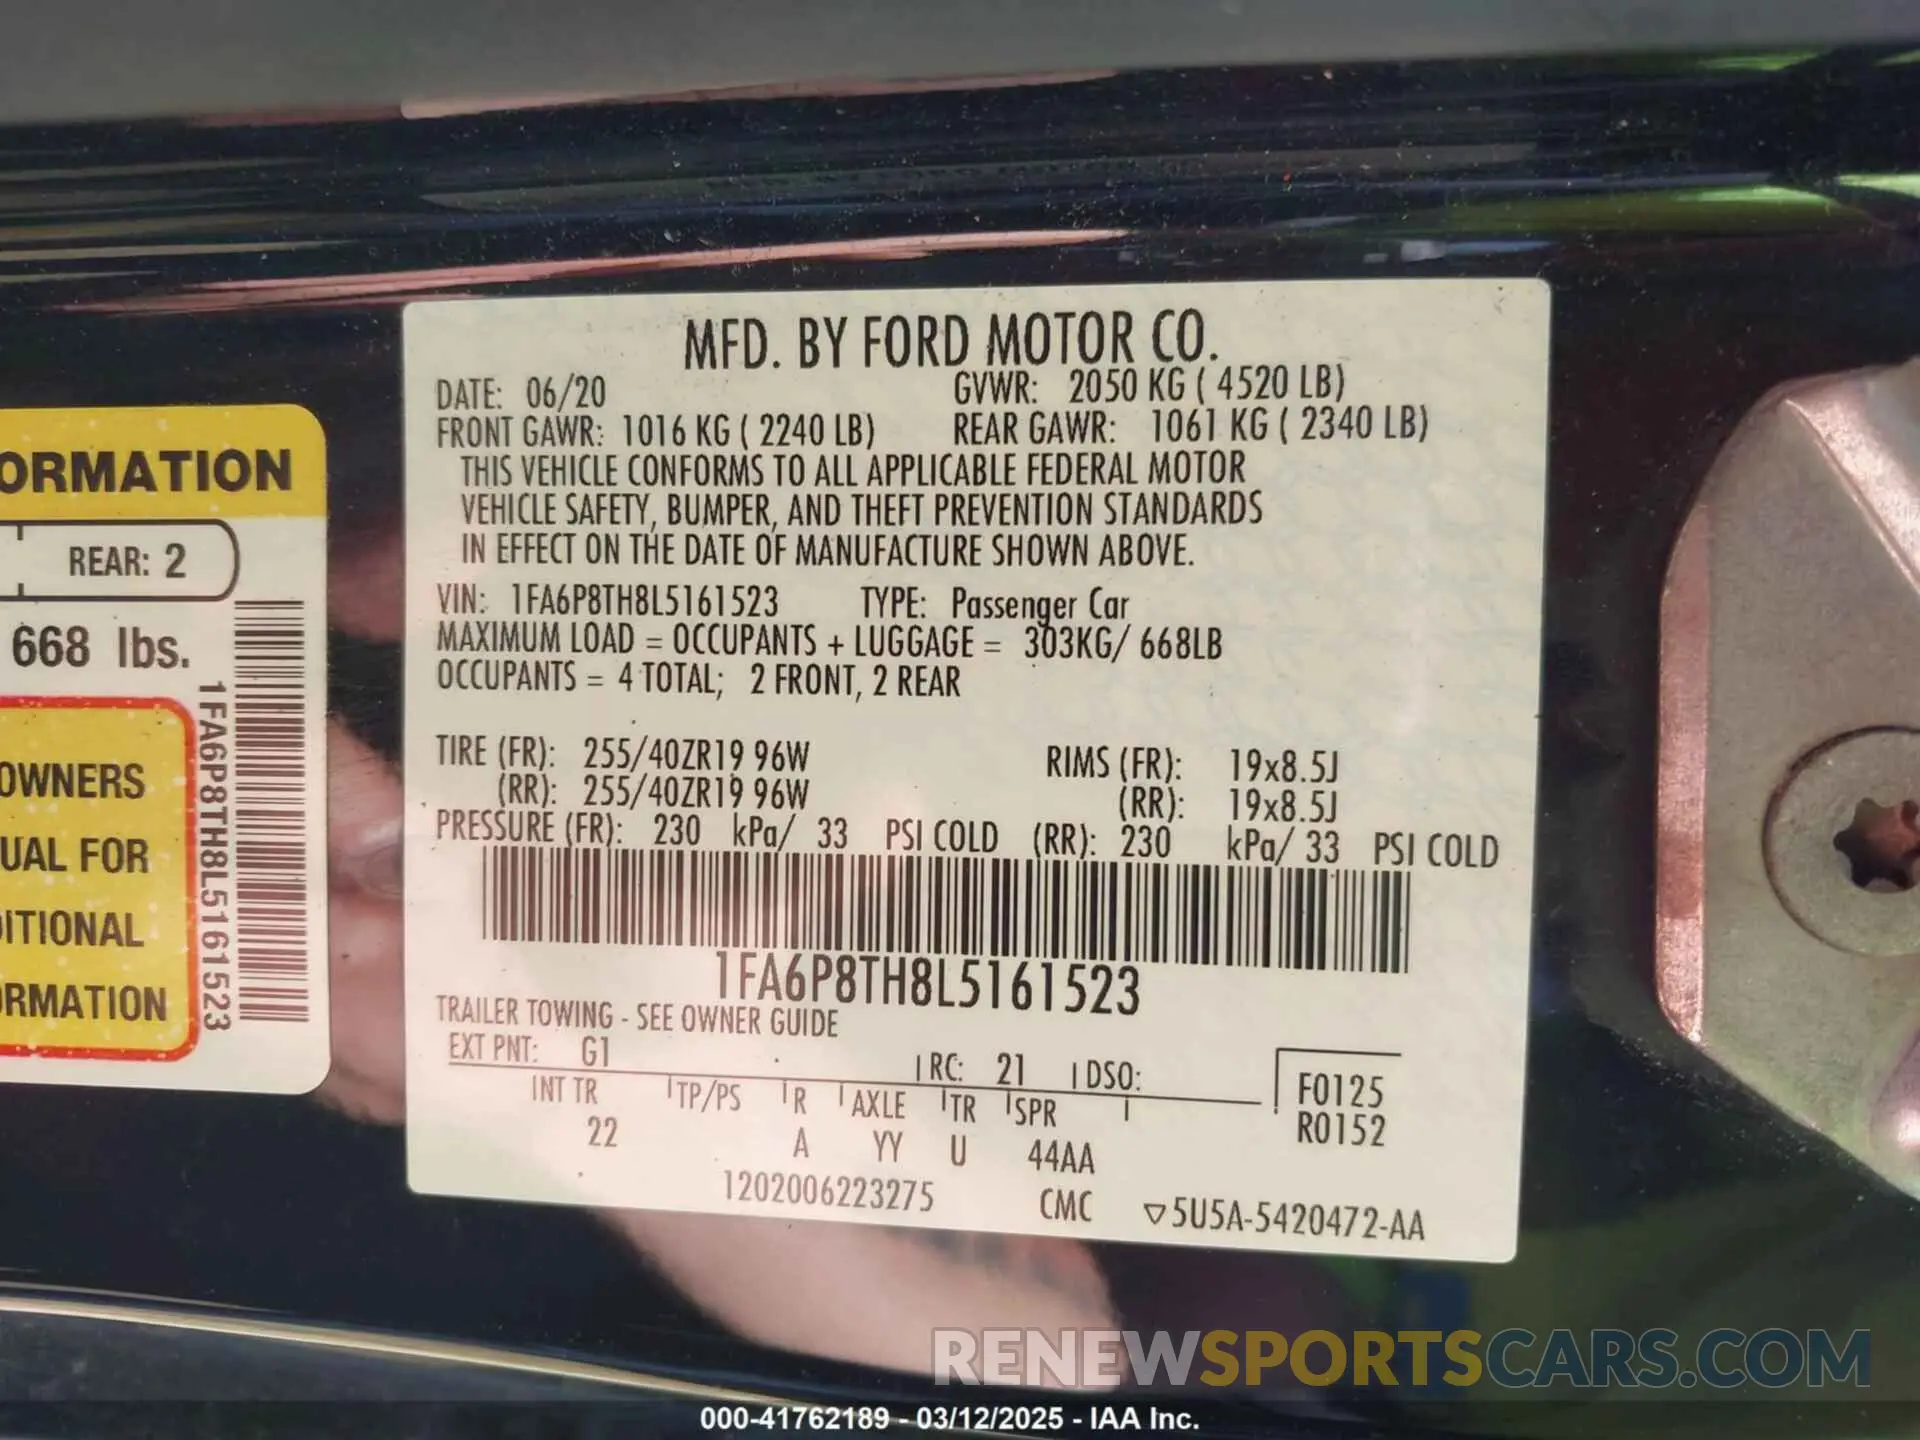 ORMATION
REAR: 2
668 lbs.
OWNERS
UAL FOR
ITIONAL
RMATION
1FA6P8TH8L5161523
MFD. BY FORD MOTOR CO.
DATE: 06/20 GVWR: 2050 KG ( 4520 LB)
FRONT GAWR: 1016 KG ( 2240 LB) REAR GAWR: 1061 KG ( 2340 LB)
THIS VEHICLE CONFORMS TO ALL APPLICABLE FEDERAL MOTOR
VEHICLE SAFETY, BUMPER, AND THEFT PREVENTION STANDARDS
IN EFFECT ON THE DATE OF MANUFACTURE SHOWN ABOVE.
VIN: 1FA6P8TH8L5161523 TYPE: Passenger Car
MAXIMUM LOAD = OCCUPANTS + LUGGAGE = 303KG/ 668LB
OCCUPANTS = 4 TOTAL; 2 FRONT, 2 REAR
TIRE (FR): 255/40ZR19 96W RIMS (FR): 19x8.5J
(RR): 255/40ZR19 96W (RR): 19x8.5J
PRESSURE (FR): 230 kPa/ 33 PSI COLD (RR): 230 kPa/ 33 PSI COLD
1FA6P8TH8L5161523
TRAILER TOWING - SEE OWNER GUIDE
EXT PNT: G1 RC: 21 DSO:
INT TR TP/PS R AXLE TR SPR F0125
22 A YY U 44AA R0152
1202006223275 CMC ▽5U5A-5420472-AA
RENEWSPORTSCARS.COM
000-41762189 - 03/12/2025 - IAA Inc.